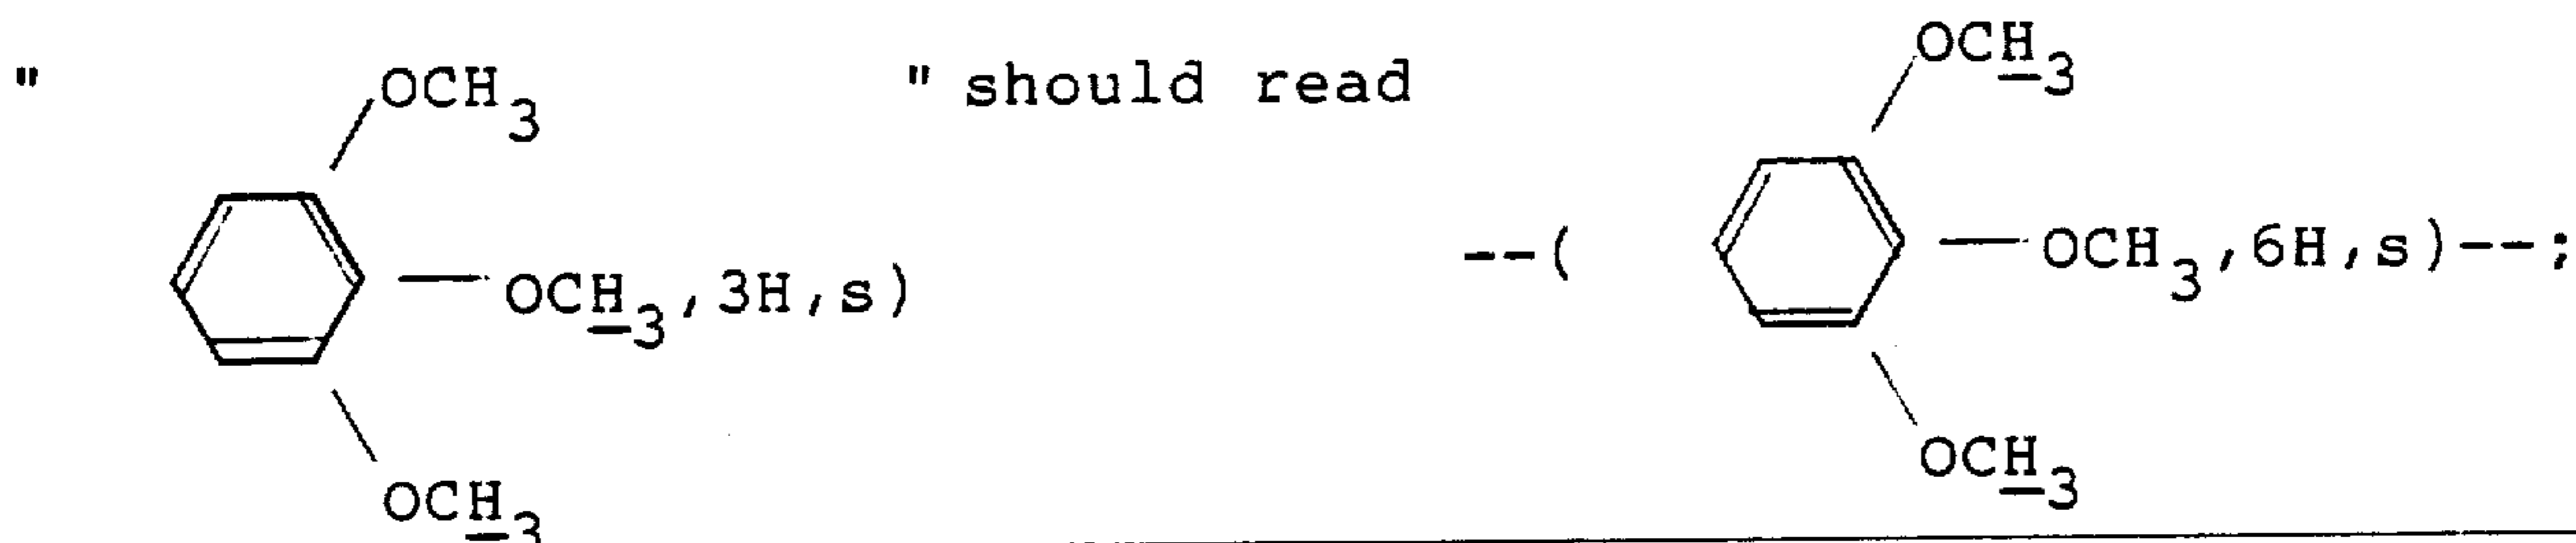 " OCH3 " should read OCH3
OCH3,3H,s) --( OCH3,6H,s)--;
OCH3 OCH3